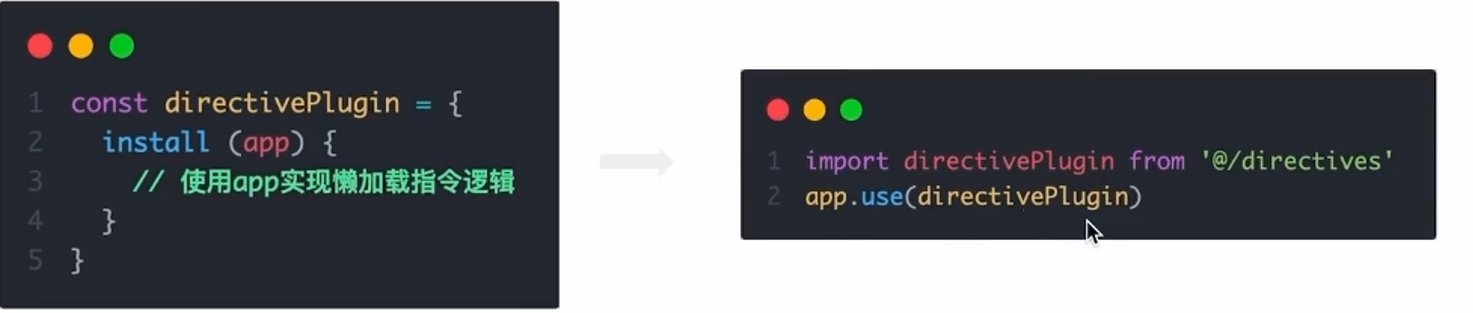 1 const directivePlugin = {
2 install (app) {
3 // 使用app实现懒加载指令逻辑
4 }
5 }
1 import directivePlugin from '@/directives'
2 app.use(directivePlugin)